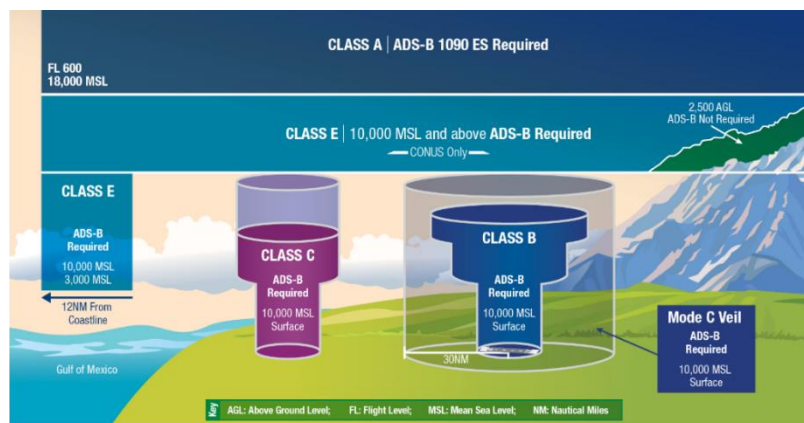 CLASS A | ADS-B 1090 ES Required
FL 600
18,000 MSL
2,500 AGL
ADS-B Not Required
CLASS E | 10,000 MSL and above ADS-B Required
CONUS Only
CLASS E
ADS-B
Required
10,000 MSL
3,000 MSL
12NM From
Coastline
Gulf of Mexico
CLASS C
ADS-B
Required
10,000 MSL
Surface
CLASS B
ADS-B
Required
10,000 MSL
Surface
30NM
Mode C Veil
ADS-B
Required
10,000 MSL
Surface
Key
AGL: Above Ground Level; FL: Flight Level; MSL: Mean Sea Level; NM: Nautical Miles